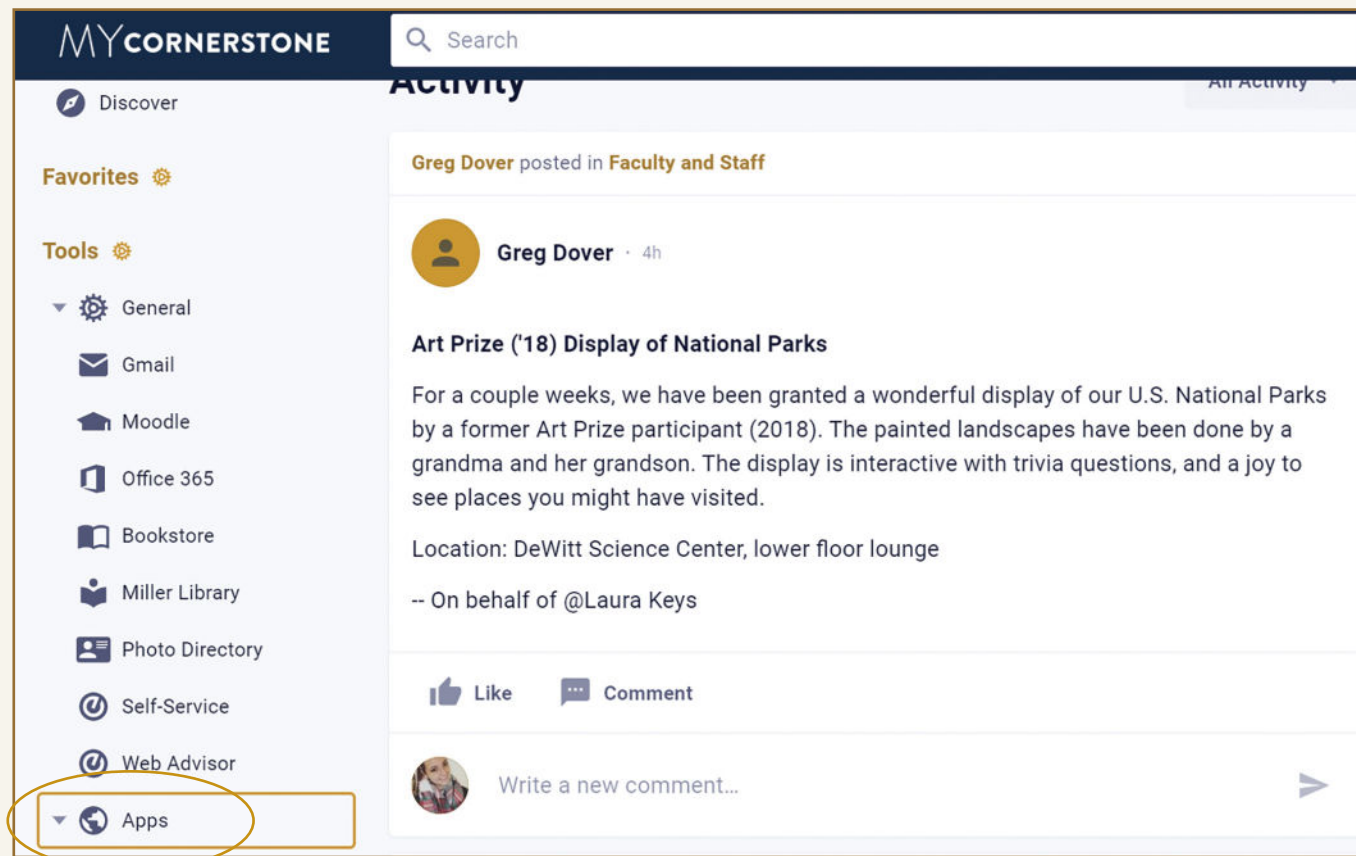 MYCORNERSTONE
Search
Discover
Favorites
Tools
General
Gmail
Moodle
Office 365
Bookstore
Miller Library
Photo Directory
Self-Service
Web Advisor
Apps
Activity
All Activity
Greg Dover posted in Faculty and Staff
Greg Dover · 4h
Art Prize ('18) Display of National Parks
For a couple weeks, we have been granted a wonderful display of our U.S. National Parks
by a former Art Prize participant (2018). The painted landscapes have been done by a
grandma and her grandson. The display is interactive with trivia questions, and a joy to
see places you might have visited.
Location: DeWitt Science Center, lower floor lounge
-- On behalf of @Laura Keys
Like
Comment
Write a new comment...